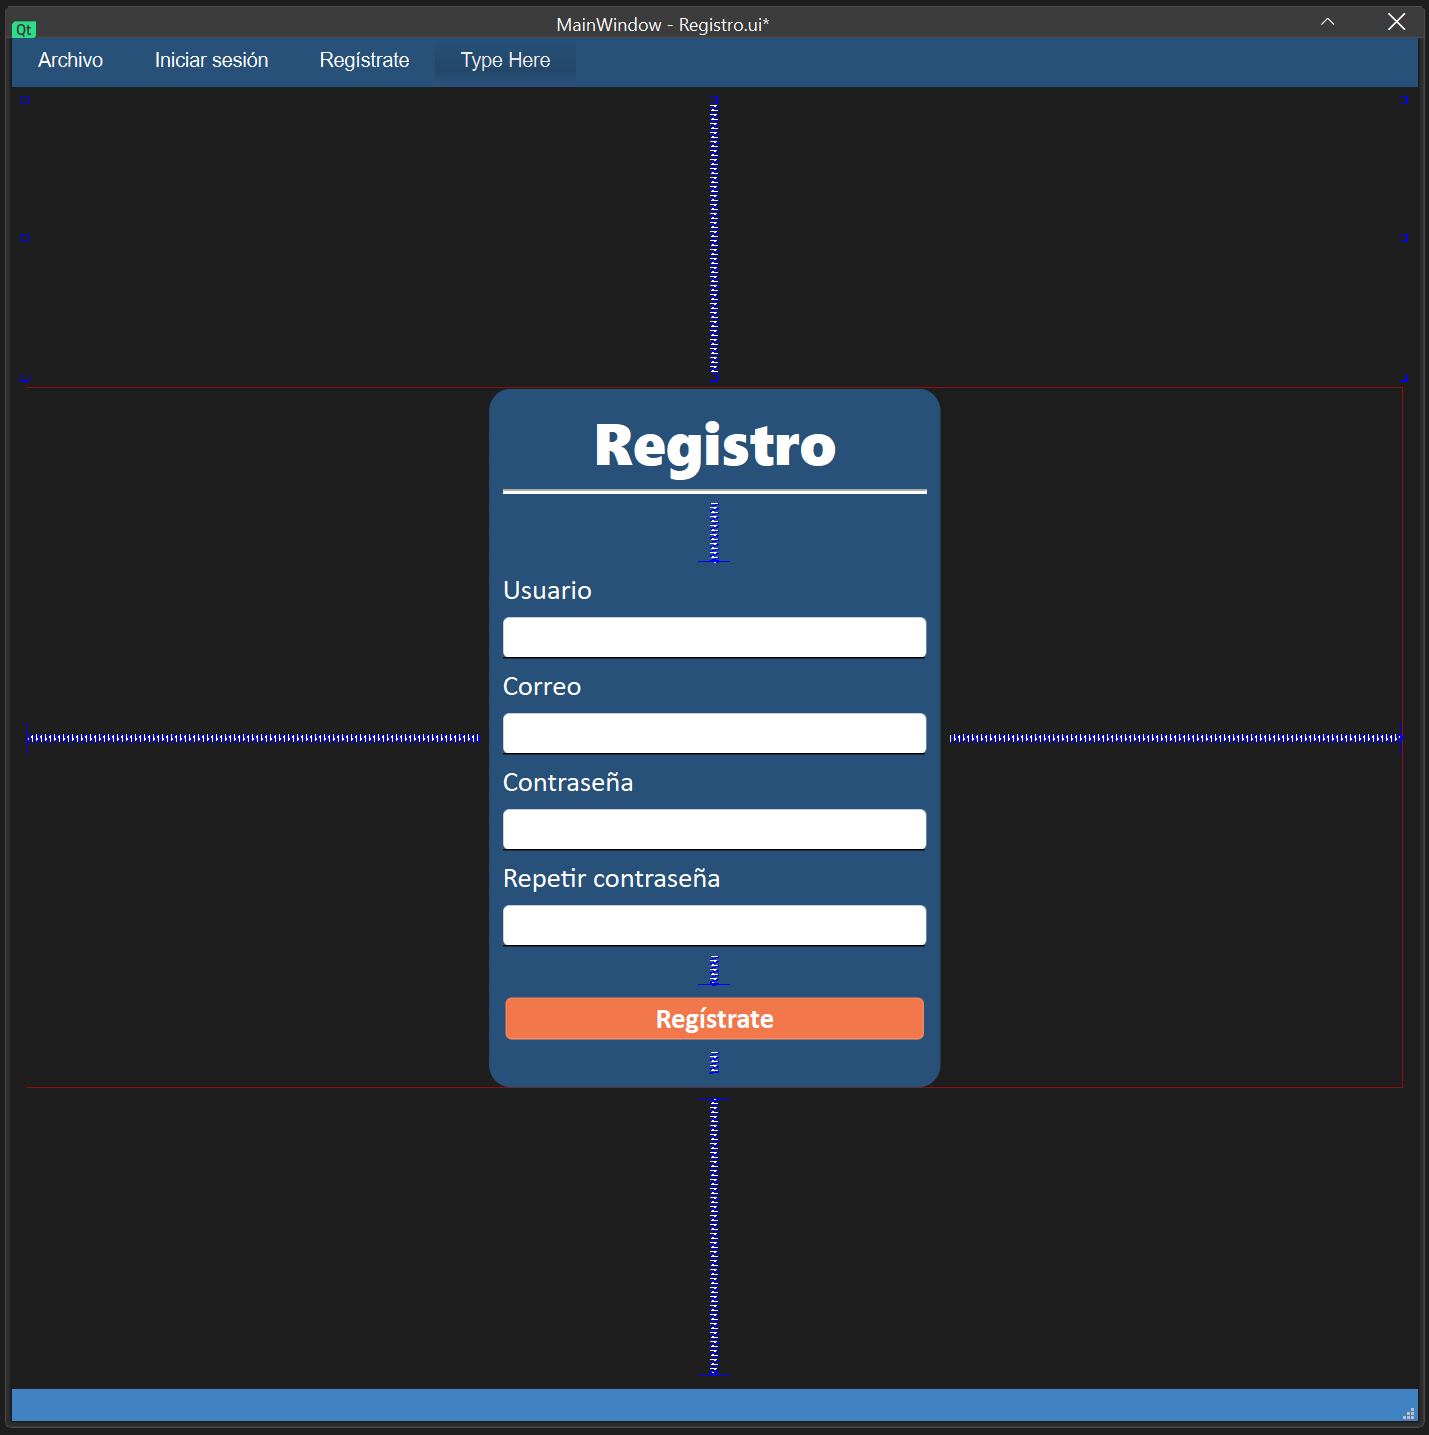 Qt
MainWindow - Registro.ui*
Archivo Iniciar sesión Regístrate Type Here
Registro
Usuario
Correo
Contraseña
Repetir contraseña
Regístrate